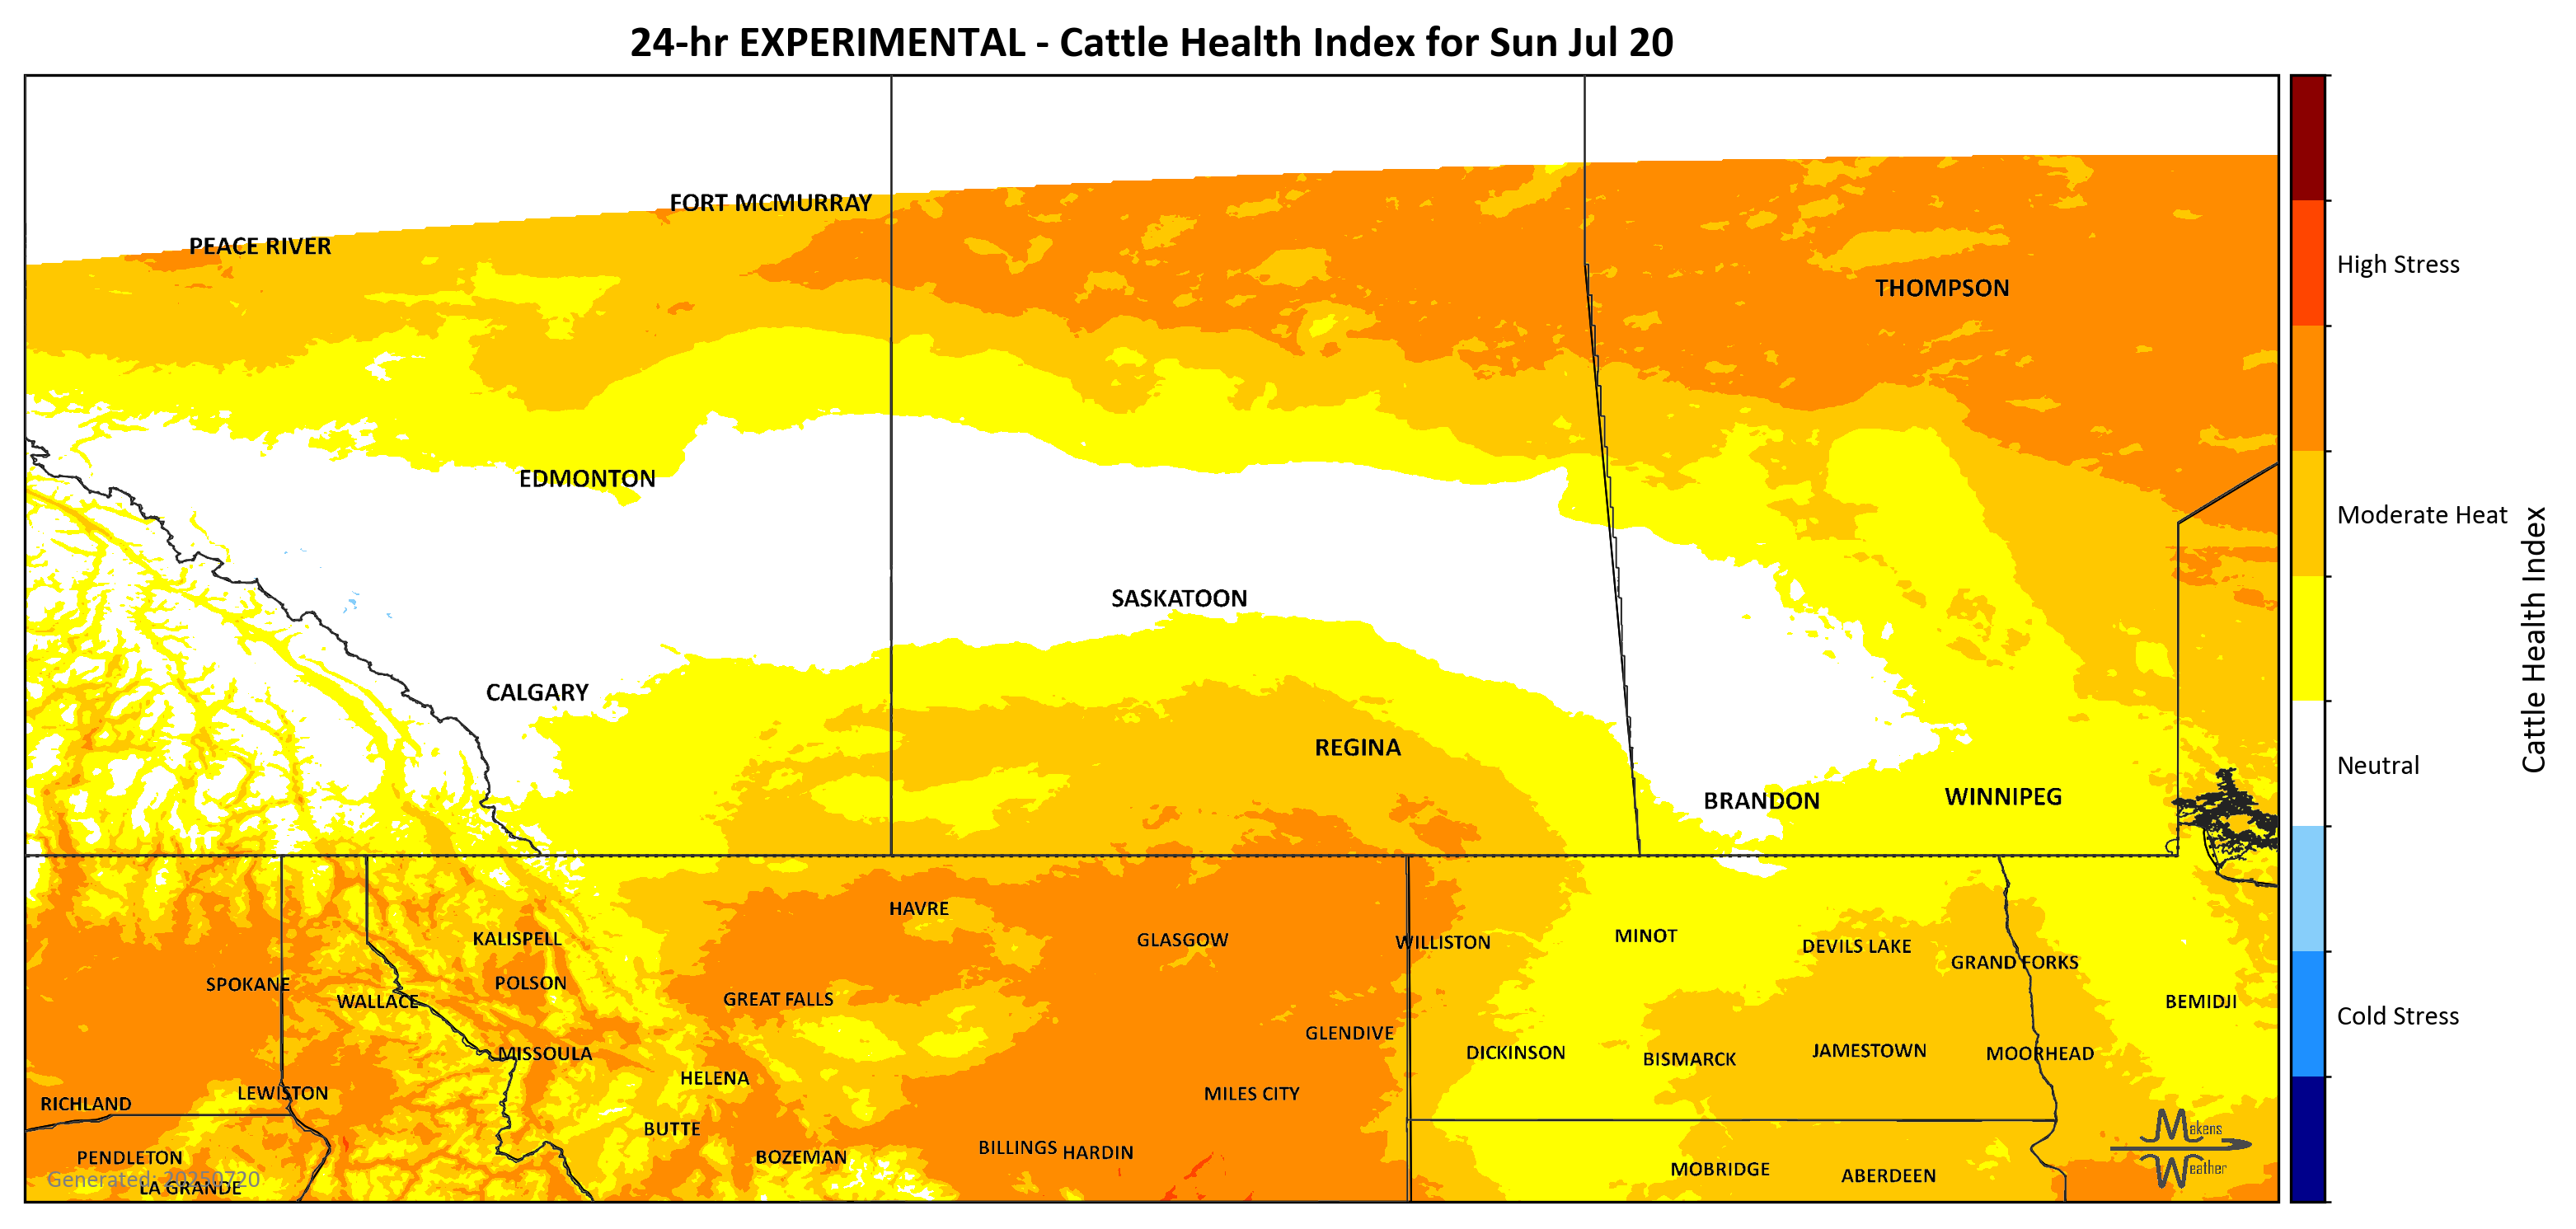 24-hr EXPERIMENTAL - Cattle Health Index for Sun Jul 20
FORT MCMURRAY
PEACE RIVER
THOMPSON
EDMONTON
SASKATOON
CALGARY
REGINA
WINNIPEG
BRANDON
HAVRE
MINOT
KALISPELL
GLASGOW
WILLISTON
DEVILS LAKE
GRAND FORKS
POLSON
SPOKANE
GREAT FALLS
WALLACE
BEMIDJI
GLENDIVE
JAMESTOWN
DICKINSON
MISSOULA
MOORHEAD
BISMARCK
HELENA
LEWISTON
MILES CITY
RICHLAND
BUTTE
BILLINGS
HARDIN
PENDLETON
BOZEMAN
MOBRIDGE
ABERDEEN
Generated: 20250720
LA GRANDE
Makens
Weather
High Stress
Moderate Heat
Neutral
Cold Stress
Cattle Health Index